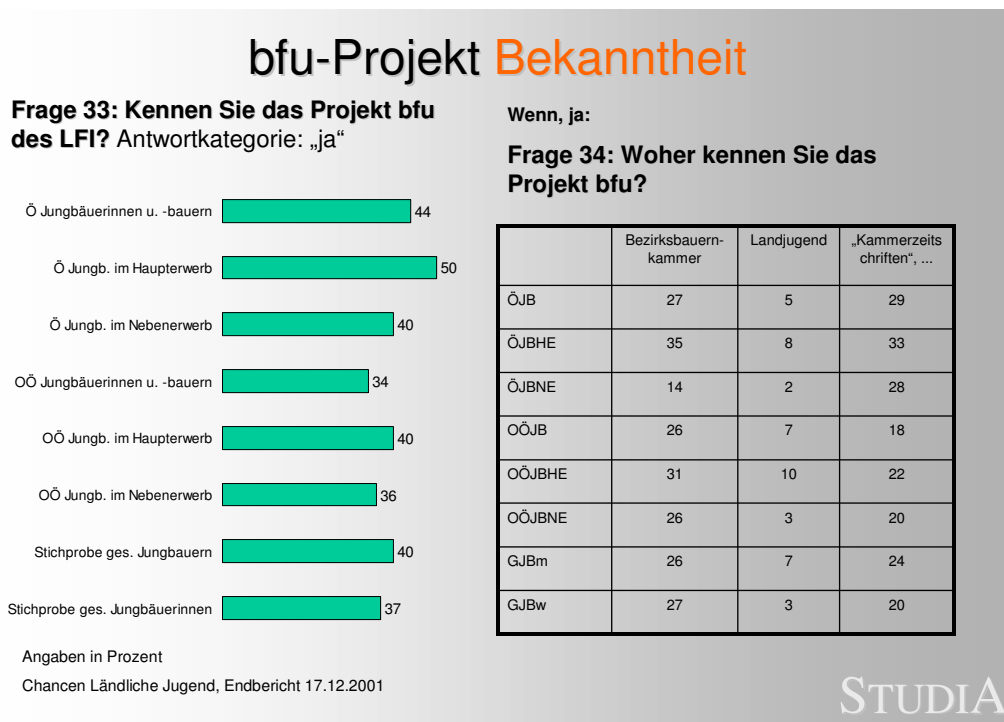 bfu-Projekt Bekanntheit
Frage 33: Kennen Sie das Projekt bfu
des LFI? Antwortkategorie: „ja“
Ö Jungbäuerinnen u. -bauern 44
Ö Jungb. im Haupterwerb 50
Ö Jungb. im Nebenerwerb 40
OÖ Jungbäuerinnen u. -bauern 34
OÖ Jungb. im Haupterwerb 40
OÖ Jungb. im Nebenerwerb 36
Stichprobe ges. Jungbauern 40
Stichprobe ges. Jungbäuerinnen 37
Angaben in Prozent
Chancen Ländliche Jugend, Endbericht 17.12.2001
Wenn, ja:
Frage 34: Woher kennen Sie das
Projekt bfu?
Bezirksbauern- Landjugend „Kammerzeits
kammer chriften“, ...
ÖJB 27 5 29
ÖJBHE 35 8 33
ÖJBNE 14 2 28
OÖJB 26 7 18
OÖJBHE 31 10 22
OÖJBNE 26 3 20
GJBm 26 7 24
GJBw 27 3 20
STUDIA